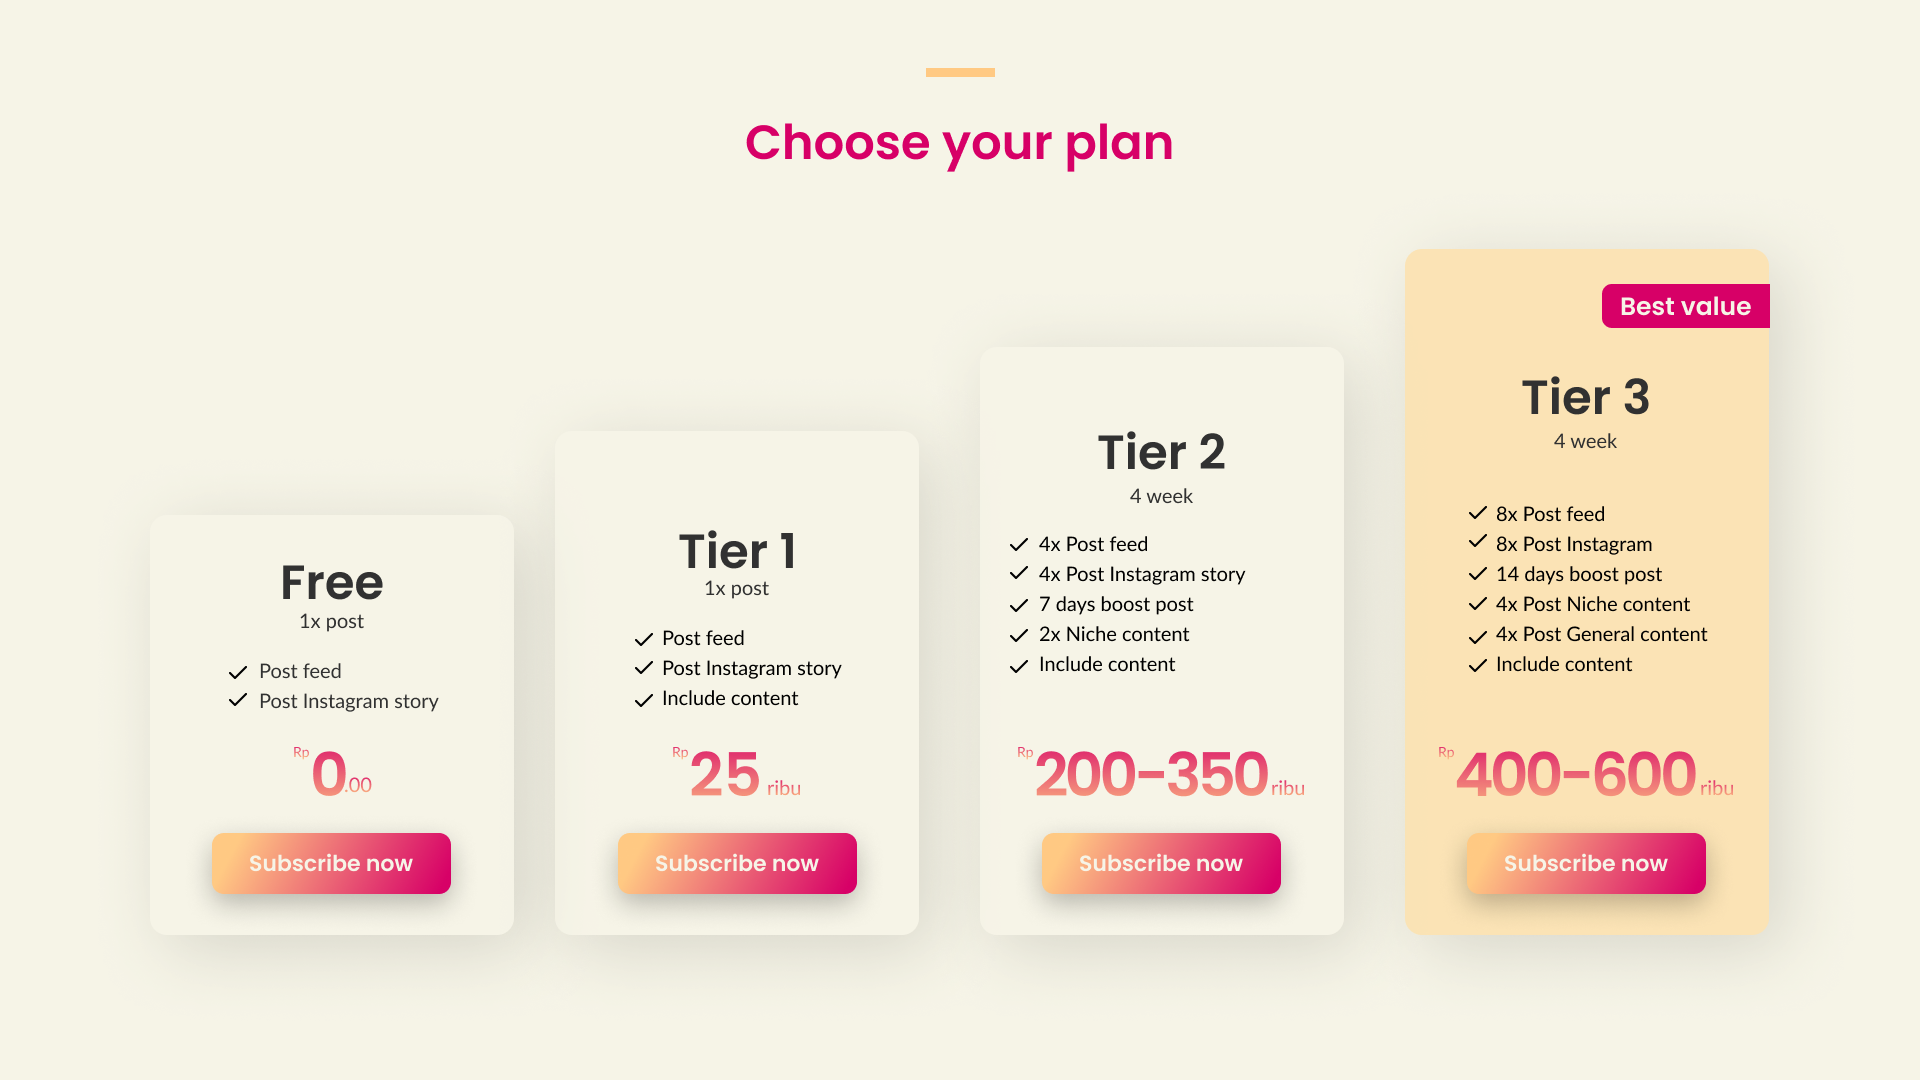 Choose your plan
Free
1x post
Post feed
Post Instagram story
Rp 0.00
Subscribe now
Tier 1
1x post
Post feed
Post Instagram story
Include content
Rp 25 ribu
Subscribe now
Tier 2
4 week
4x Post feed
4x Post Instagram story
7 days boost post
2x Niche content
Include content
Rp 200-350 ribu
Subscribe now
Best value
Tier 3
4 week
8x Post feed
8x Post Instagram
14 days boost post
4x Post Niche content
4x Post General content
Include content
Rp 400-600 ribu
Subscribe now